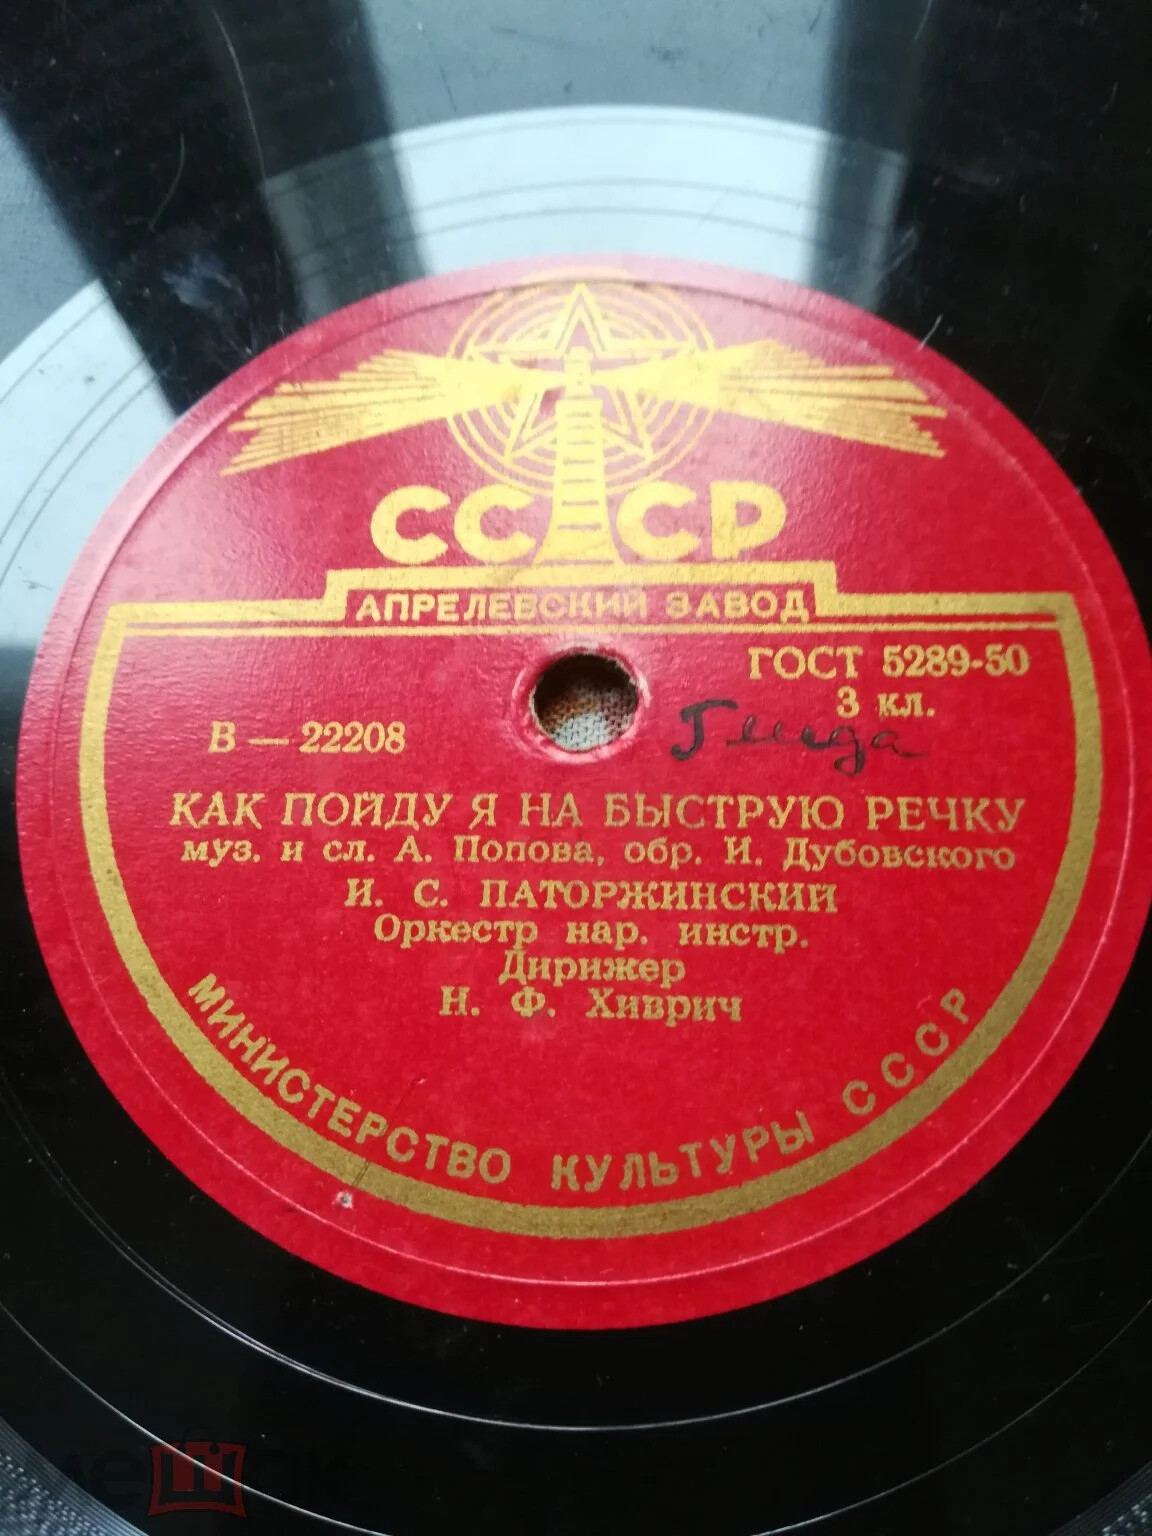 СССР
АПРЕЛЕВСКИЙ ЗАВОД
ГОСТ 5289-50
3 кл.
В — 22208
КАК ПОЙДУ Я НА БЫСТРУЮ РЕЧКУ
муз. и сл. А. Попова, обр. И. Дубовского
И. С. ПАТОРЖИНСКИЙ
Оркестр нар. инстр.
Дирижер
Н. Ф. Хиврич
МИНИСТЕРСТВО КУЛЬТУРЫ СССР